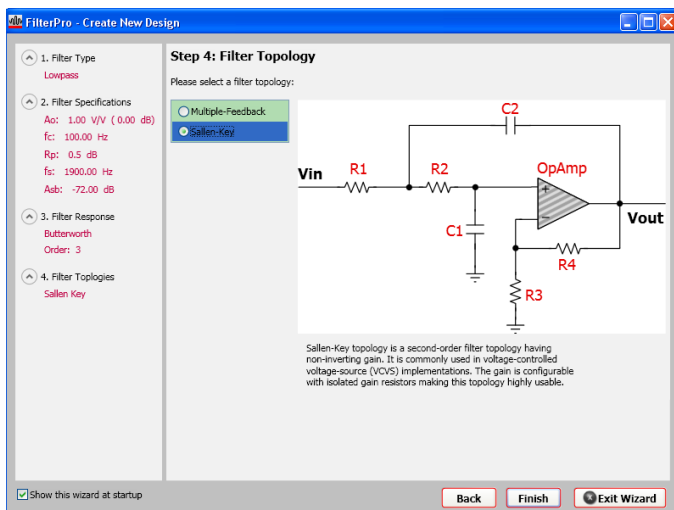 FilterPro - Create New Design
1. Filter Type
Lowpass
2. Filter Specifications
Ao: 1.00 V/V ( 0.00 dB)
fc: 100.00 Hz
Rp: 0.5 dB
fs: 1900.00 Hz
Asb: -72.00 dB
3. Filter Response
Butterworth
Order: 3
4. Filter Toplogies
Sallen Key
Step 4: Filter Topology
Please select a filter topology:
Multiple-Feedback
Sallen-Key
C2
Vin
R1
R2
OpAmp
+
−
Vout
C1
R4
R3
Sallen-Key topology is a second-order filter topology having
non-inverting gain. It is commonly used in voltage-controlled
voltage-source (VCVS) implementations. The gain is configurable
with isolated gain resistors making this topology highly usable.
Show this wizard at startup
Back
Finish
Exit Wizard